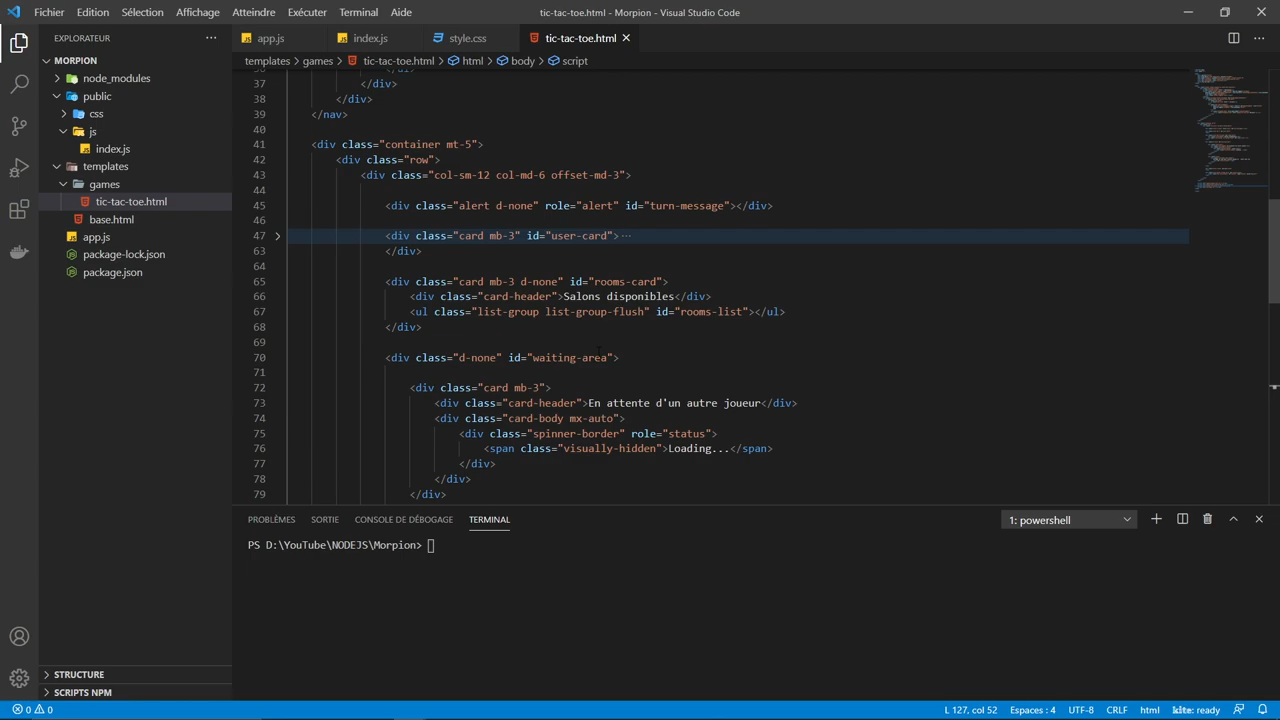 Fichier Edition Sélection Affichage Atteindre Exécuter Terminal Aide tic-tac-toe.html - Morpion - Visual Studio Code
EXPLORATEUR ···
app.js index.js style.css tic-tac-toe.html
templates > games > tic-tac-toe.html > html > body > script
MORPION
node_modules
public
css
js
index.js
templates
games
tic-tac-toe.html
base.html
app.js
package-lock.json
package.json
STRUCTURE
SCRIPTS NPM
37 </div>
38 </div>
39 </nav>
40
41 <div class="container mt-5">
42 <div class="row">
43 <div class="col-sm-12 col-md-6 offset-md-3">
44
45 <div class="alert d-none" role="alert" id="turn-message"></div>
46
47 <div class="card mb-3" id="user-card">···
63 </div>
64
65 <div class="card mb-3 d-none" id="rooms-card">
66 <div class="card-header">Salons disponibles</div>
67 <ul class="list-group list-group-flush" id="rooms-list"></ul>
68 </div>
69
70 <div class="d-none" id="waiting-area">
71
72 <div class="card mb-3">
73 <div class="card-header">En attente d'un autre joueur</div>
74 <div class="card-body mx-auto">
75 <div class="spinner-border" role="status">
76 <span class="visually-hidden">Loading...</span>
77 </div>
78 </div>
79 </div>
PROBLÈMES SORTIE CONSOLE DE DÉBOGAGE TERMINAL 1: powershell
PS D:\YouTube\NODEJS\Morpion>
0 0 L 127, col 52 Espaces : 4 UTF-8 CRLF html kite: ready